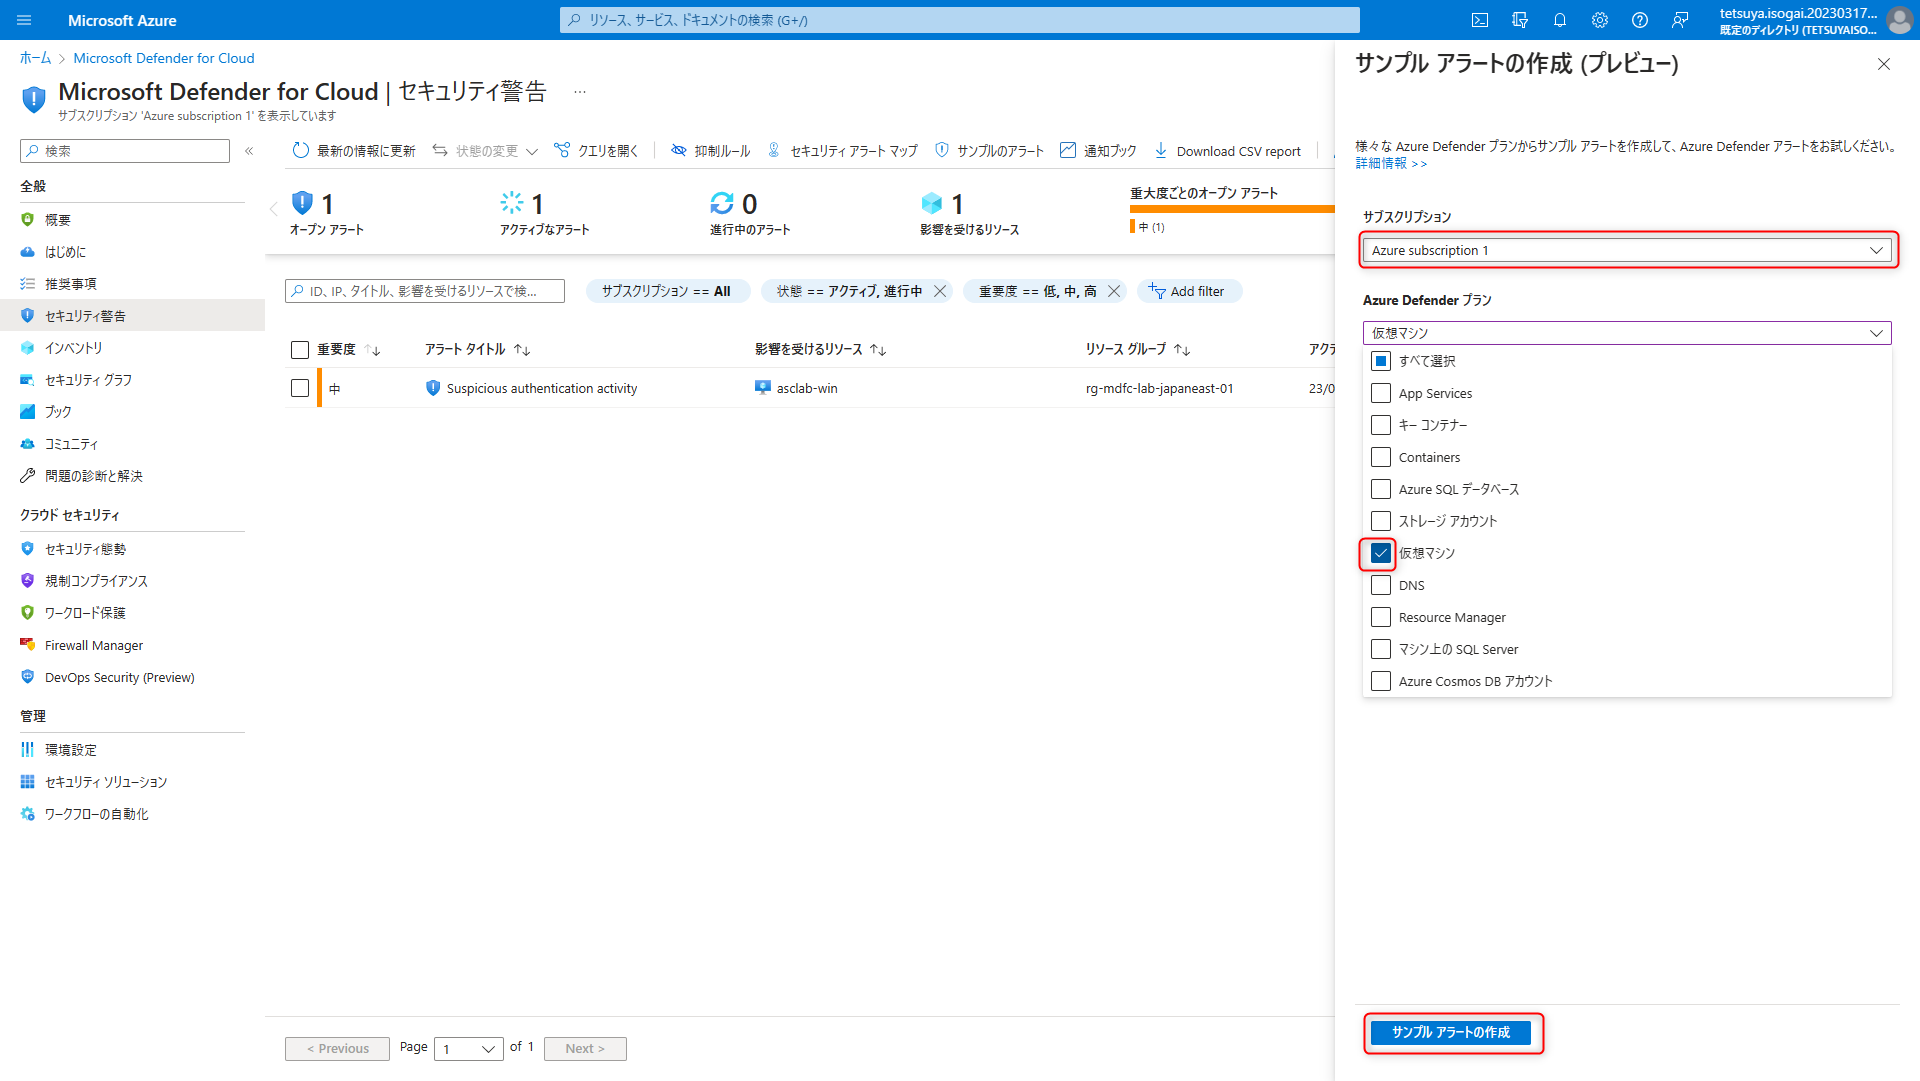 Microsoft Azure
リソース、サービス、ドキュメントの検索 (G+/)
tetsuya.isogai.20230317...
既定のディレクトリ (TETSUYAISO...
ホーム > Microsoft Defender for Cloud
Microsoft Defender for Cloud | セキュリティ警告 ...
サブスクリプション 'Azure subscription 1' を表示しています
検索 «
全般
概要
はじめに
推奨事項
セキュリティ警告
インベントリ
セキュリティ グラフ
ブック
コミュニティ
問題の診断と解決
クラウド セキュリティ
セキュリティ態勢
規制コンプライアンス
ワークロード保護
Firewall Manager
DevOps Security (Preview)
管理
環境設定
セキュリティ ソリューション
ワークフローの自動化
最新の情報に更新 状態の変更 クエリを開く 抑制ルール セキュリティ アラート マップ サンプルのアラート 通知ブック Download CSV report
1
オープン アラート
1
アクティブなアラート
0
進行中のアラート
1
影響を受けるリソース
重大度ごとのオープン アラート
中 (1)
ID、IP、タイトル、影響を受けるリソースで検...
サブスクリプション == All
状態 == アクティブ, 進行中
重要度 == 低, 中, 高
Add filter
重要度 アラート タイトル 影響を受けるリソース リソース グループ アクテ
中 Suspicious authentication activity asclab-win rg-mdfc-lab-japaneast-01 23/0
< Previous Page 1 of 1 Next >
サンプル アラートの作成 (プレビュー)
様々な Azure Defender プランからサンプル アラートを作成して、Azure Defender アラートをお試しください。
詳細情報 >>
サブスクリプション
Azure subscription 1
Azure Defender プラン
仮想マシン
すべて選択
App Services
キー コンテナー
Containers
Azure SQL データベース
ストレージ アカウント
仮想マシン
DNS
Resource Manager
マシン上の SQL Server
Azure Cosmos DB アカウント
サンプル アラートの作成